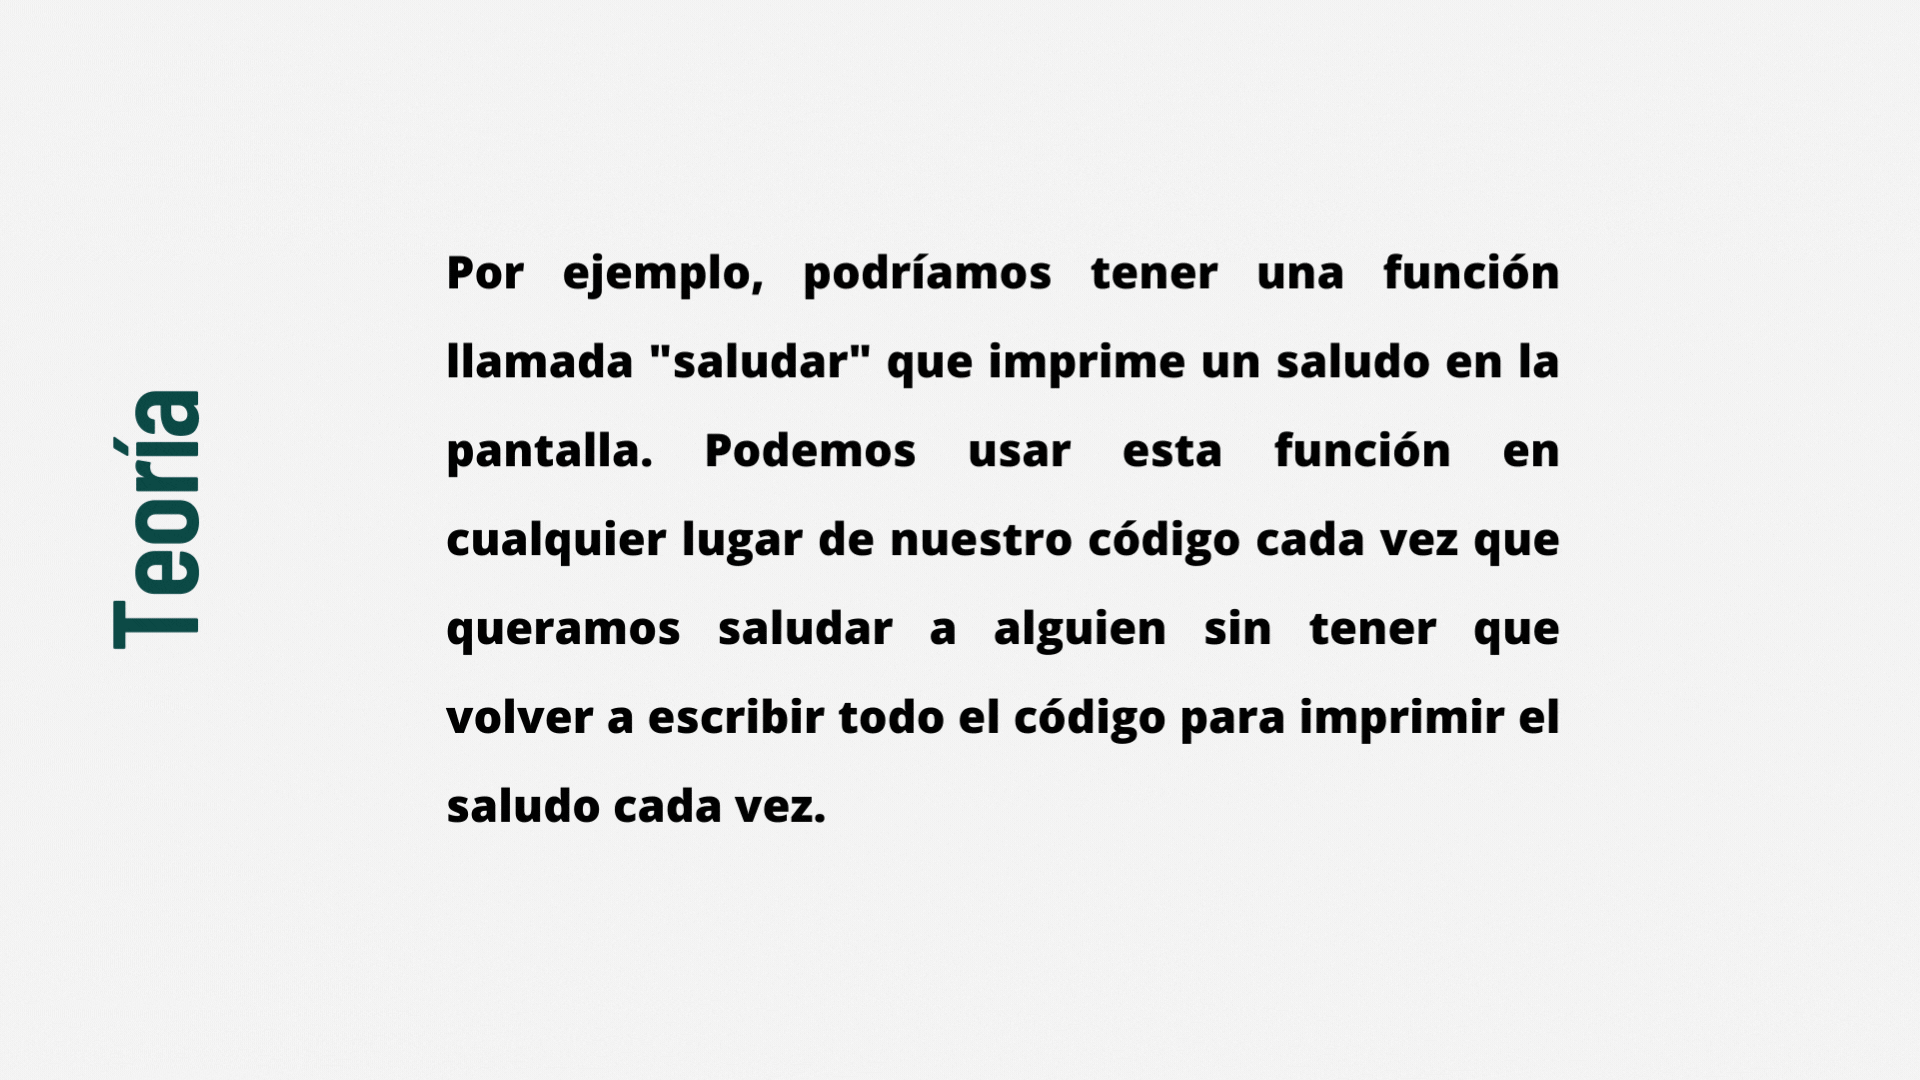 Teoría
Por ejemplo, podríamos tener una función
llamada "saludar" que imprime un saludo en la
pantalla. Podemos usar esta función en
cualquier lugar de nuestro código cada vez que
queramos saludar a alguien sin tener que
volver a escribir todo el código para imprimir el
saludo cada vez.